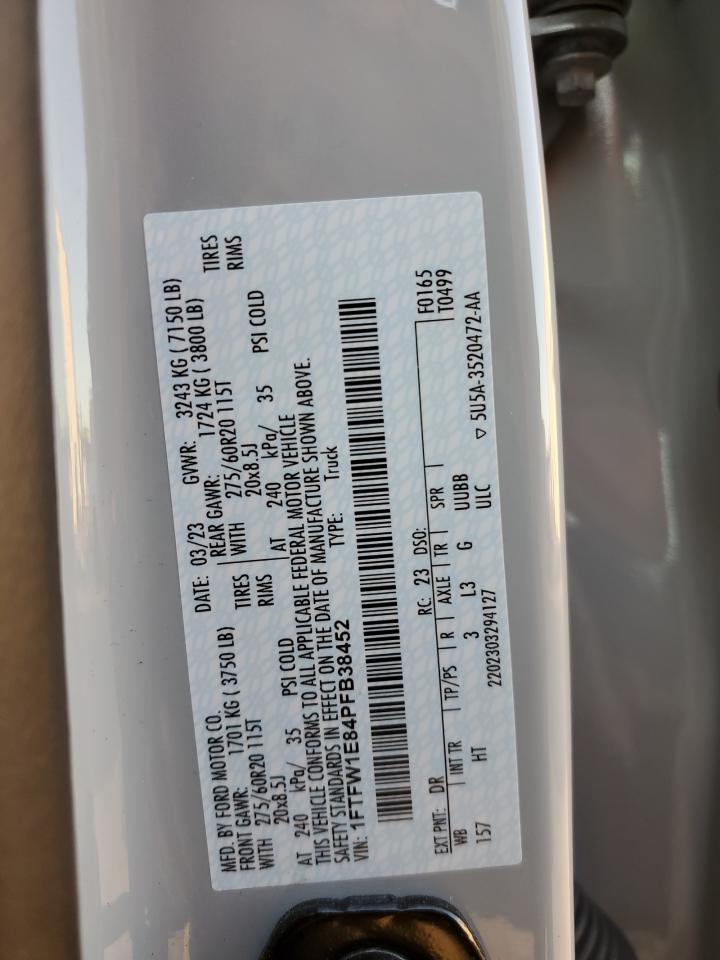 MFD. BY FORD MOTOR CO. DATE: 03/23 GVWR: 3243 KG ( 7150 LB)
FRONT GAWR: 1701 KG ( 3750 LB) REAR GAWR: 1724 KG ( 3800 LB)
WITH 275/60R20 115T TIRES WITH 275/60R20 115T TIRES
20x8.5J RIMS 20x8.5J RIMS
AT 240 kPa/ 35 PSI COLD AT 240 kPa/ 35 PSI COLD
THIS VEHICLE CONFORMS TO ALL APPLICABLE FEDERAL MOTOR VEHICLE
SAFETY STANDARDS IN EFFECT ON THE DATE OF MANUFACTURE SHOWN ABOVE.
VIN: 1FTFW1E84PFB38452 TYPE: Truck
EXT PNT: DR RC: 23 DSO: F0165
WB INT TR TP/PS R AXLE TR SPR T0499
157 HT 3 L3 G UUBB
2202303294127 ULC ▽ 5U5A-3520472-AA